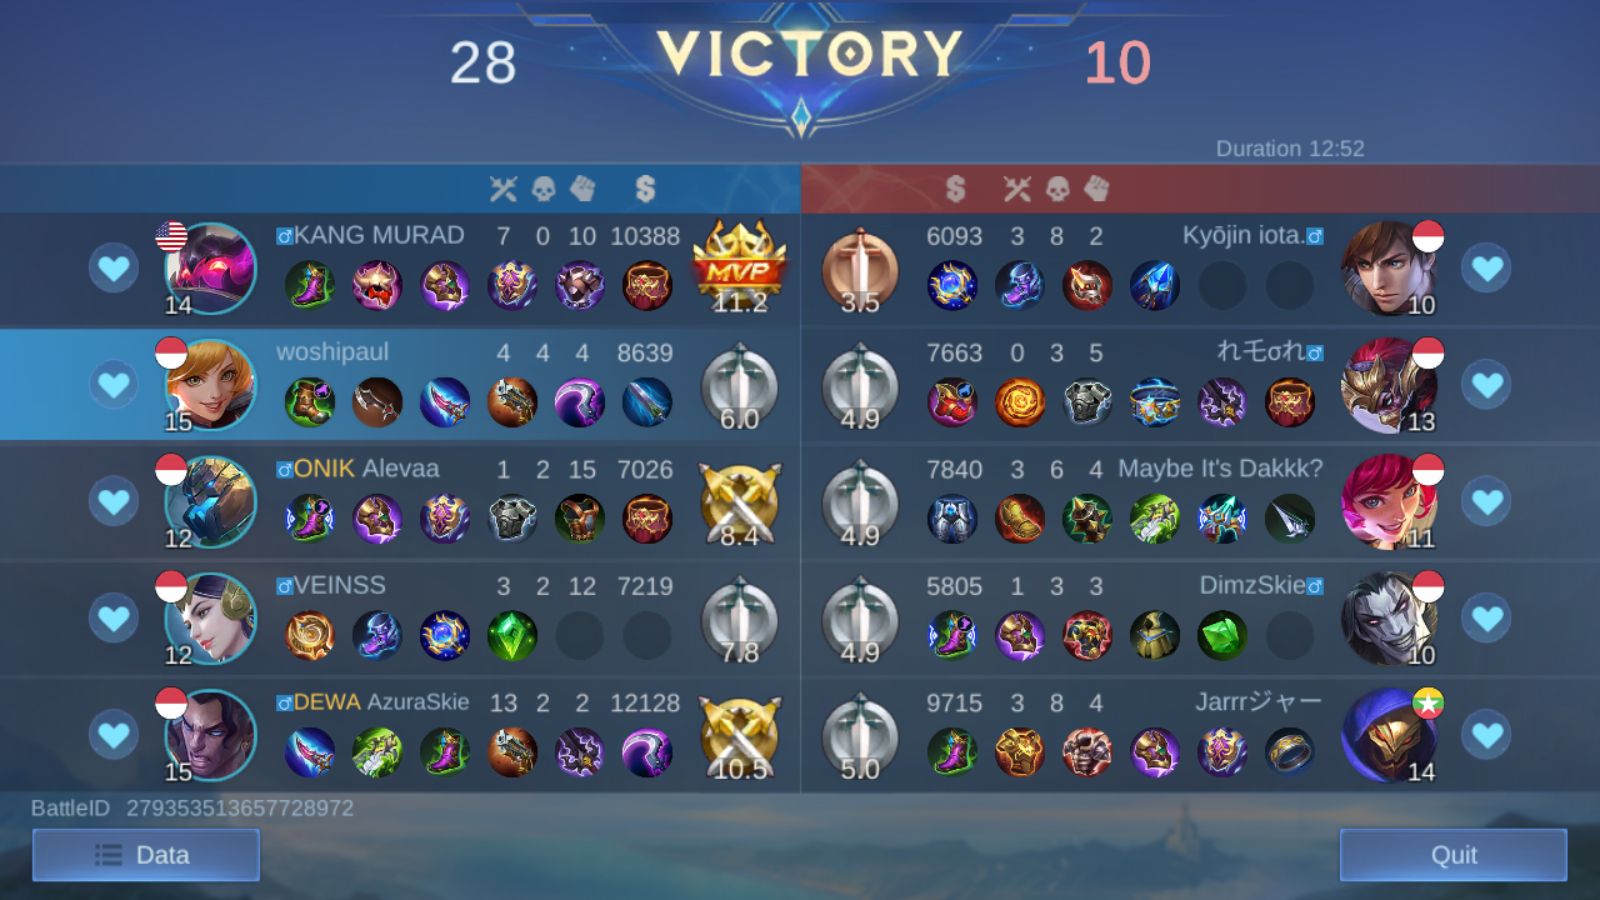 28 VICTORY 10
Duration 12:52
KANG MURAD 7 0 10 10388
14 MVP 11.2
6093 3 8 2 Kyōjin iota.
3.5 10
woshipaul 4 4 4 8639
15 6.0
7663 0 3 5 れ乇σれ
4.9 13
ONIK Alevaa 1 2 15 7026
12 8.4
7840 3 6 4 Maybe It's Dakkk?
4.9 11
VEINSS 3 2 12 7219
12 7.8
5805 1 3 3 DimzSkie
4.9 10
DEWA AzuraSkie 13 2 2 12128
15 10.5
9715 3 8 4 Jarrrジャー
5.0 14
BattleID 279353513657728972
Data
Quit